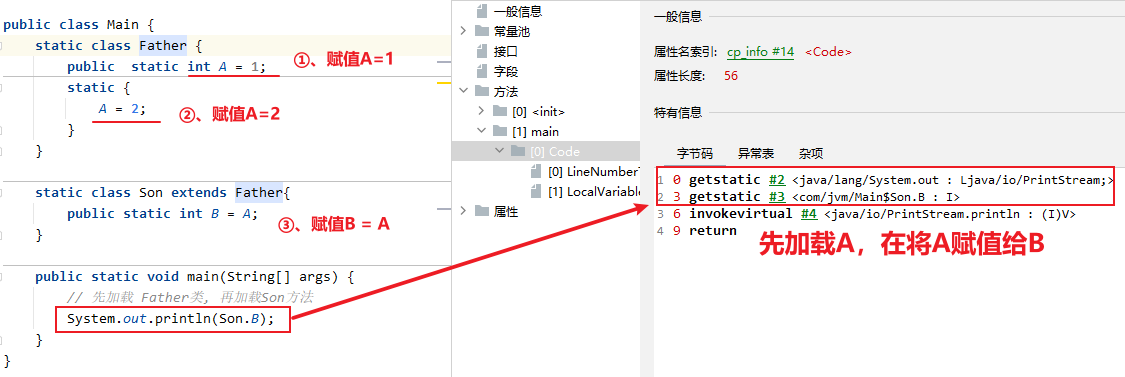 public class Main {
static class Father {
public static int A = 1;
①、赋值A=1
static {
A = 2;
②、赋值A=2
}
}
static class Son extends Father{
public static int B = A;
③、赋值B = A
}
public static void main(String[] args) {
// 先加载 Father类, 再加载Son方法
System.out.println(Son.B);
}
}
一般信息
常量池
接口
字段
方法
[0] <init>
[1] main
[0] Code
[0] LineNumberT
[1] LocalVariable
属性
一般信息
属性名索引: cp_info #14 <Code>
属性长度: 56
特有信息
字节码 异常表 杂项
1 0 getstatic #2 <java/lang/System.out : Ljava/io/PrintStream;>
2 3 getstatic #3 <com/jvm/Main$Son.B : I>
3 6 invokevirtual #4 <java/io/PrintStream.println : (I)V>
4 9 return
先加载A，在将A赋值给B